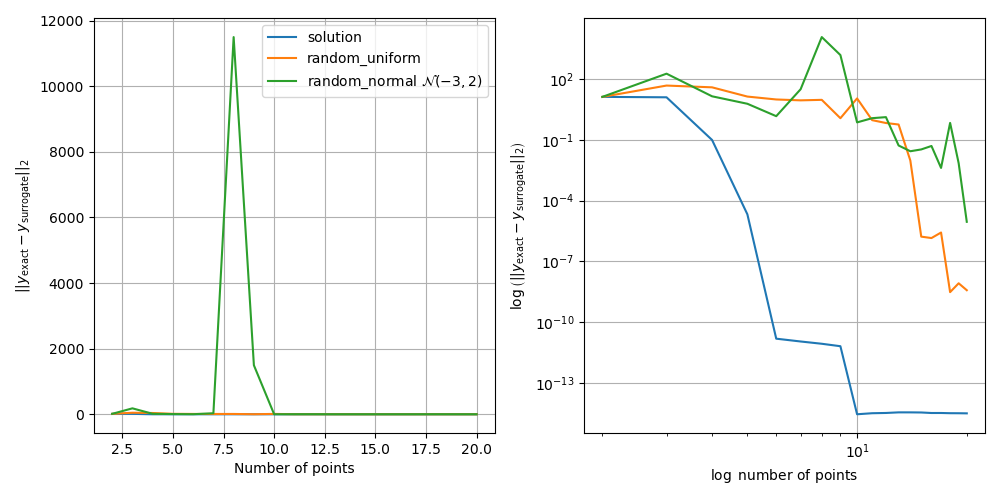 12000
10000
8000
6000
4000
2000
0
||y_exact − y_surrogate||_2
2.5 5.0 7.5 10.0 12.5 15.0 17.5 20.0
Number of points
solution
random_uniform
random_normal 𝒩(−3, 2)
10^2
10^−1
10^−4
10^−7
10^−10
10^−13
log (||y_exact − y_surrogate||_2)
10^1
log number of points